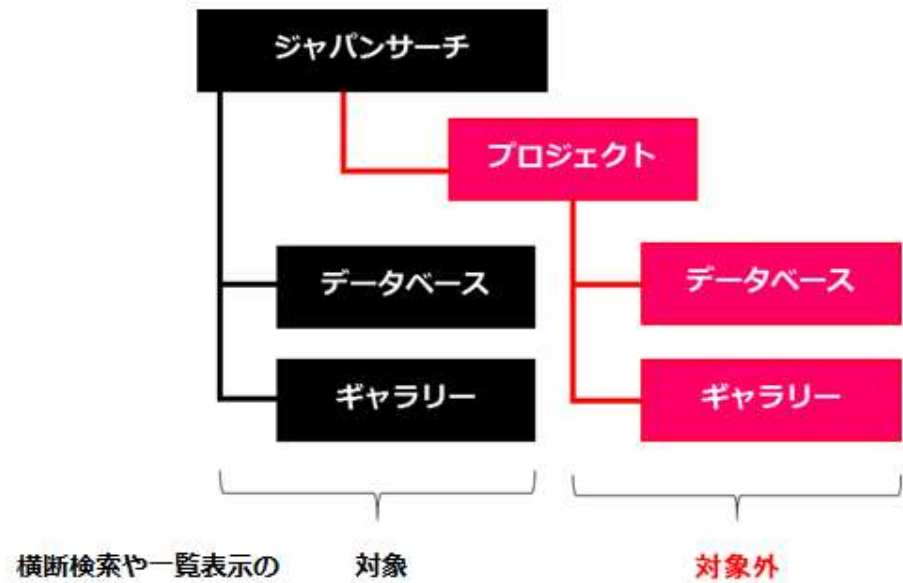 ジャパンサーチ
プロジェクト
データベース
データベース
ギャラリー
ギャラリー
横断検索や一覧表示の 対象 対象外